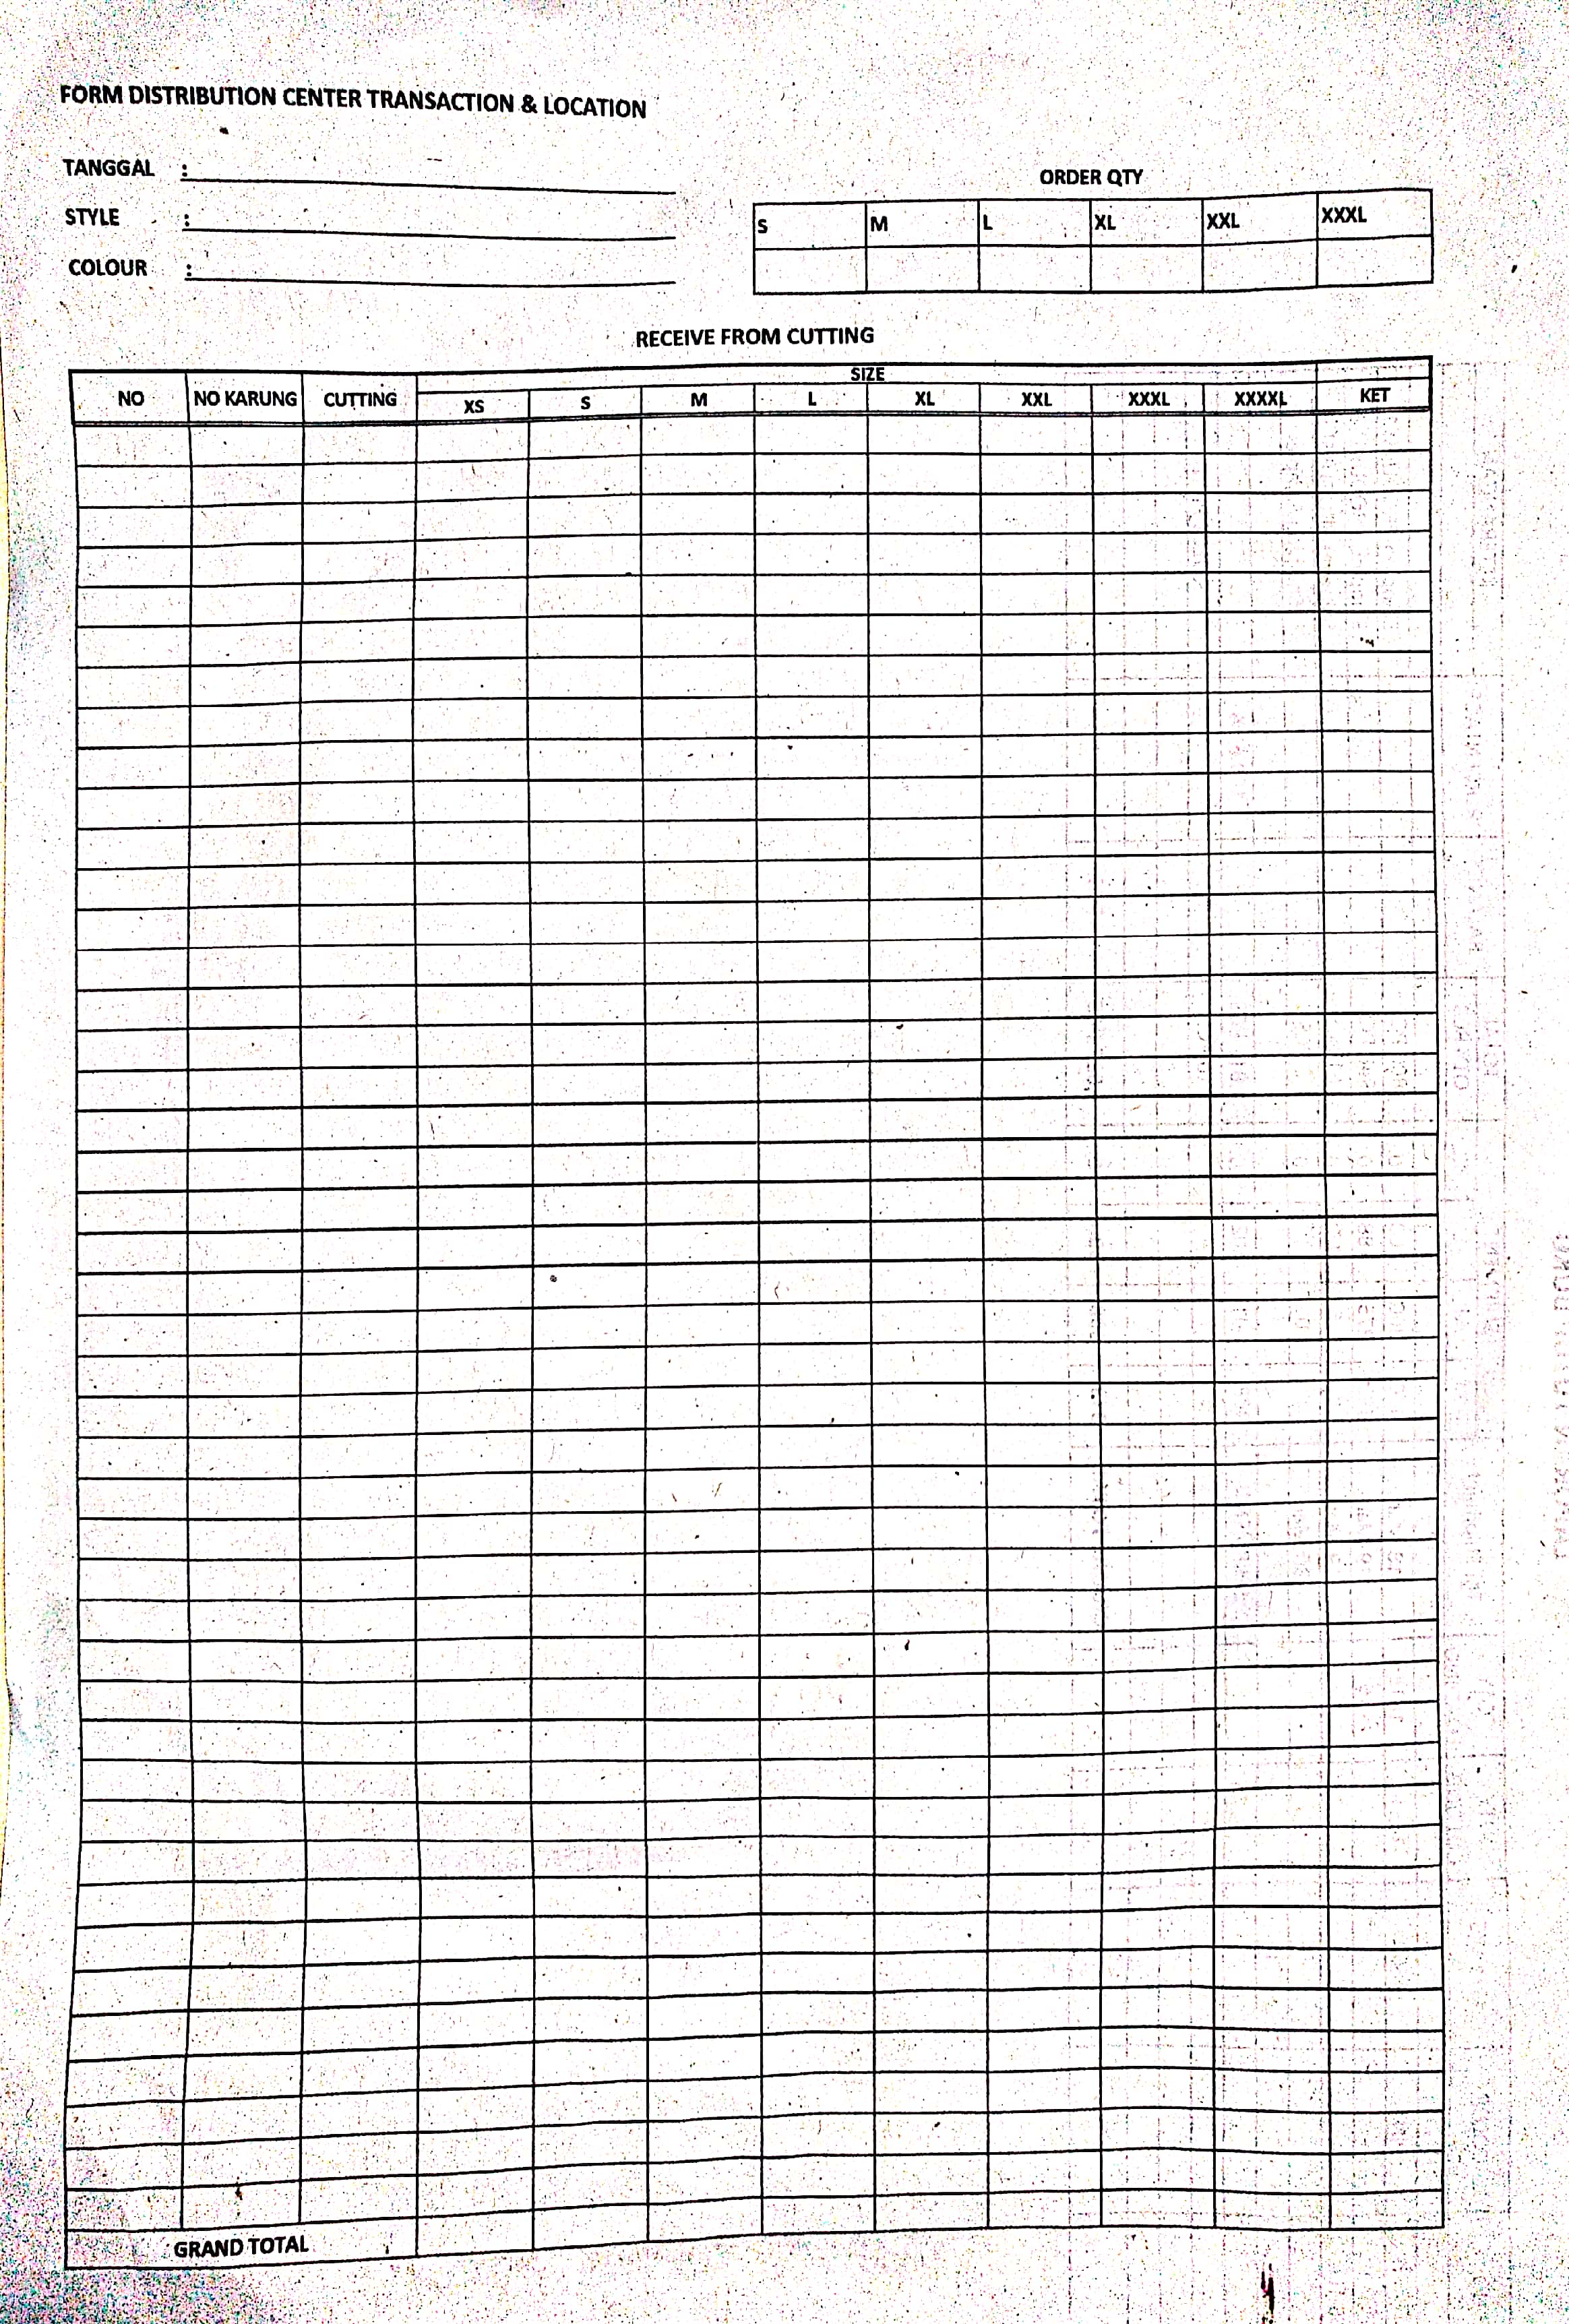 FORM DISTRIBUTION CENTER TRANSACTION & LOCATION
TANGGAL :
STYLE :
COLOUR :
ORDER QTY
S M L XL XXL XXXL
RECEIVE FROM CUTTING
SIZE
NO NO KARUNG CUTTING XS S M L XL XXL XXXL XXXXL KET
GRAND TOTAL